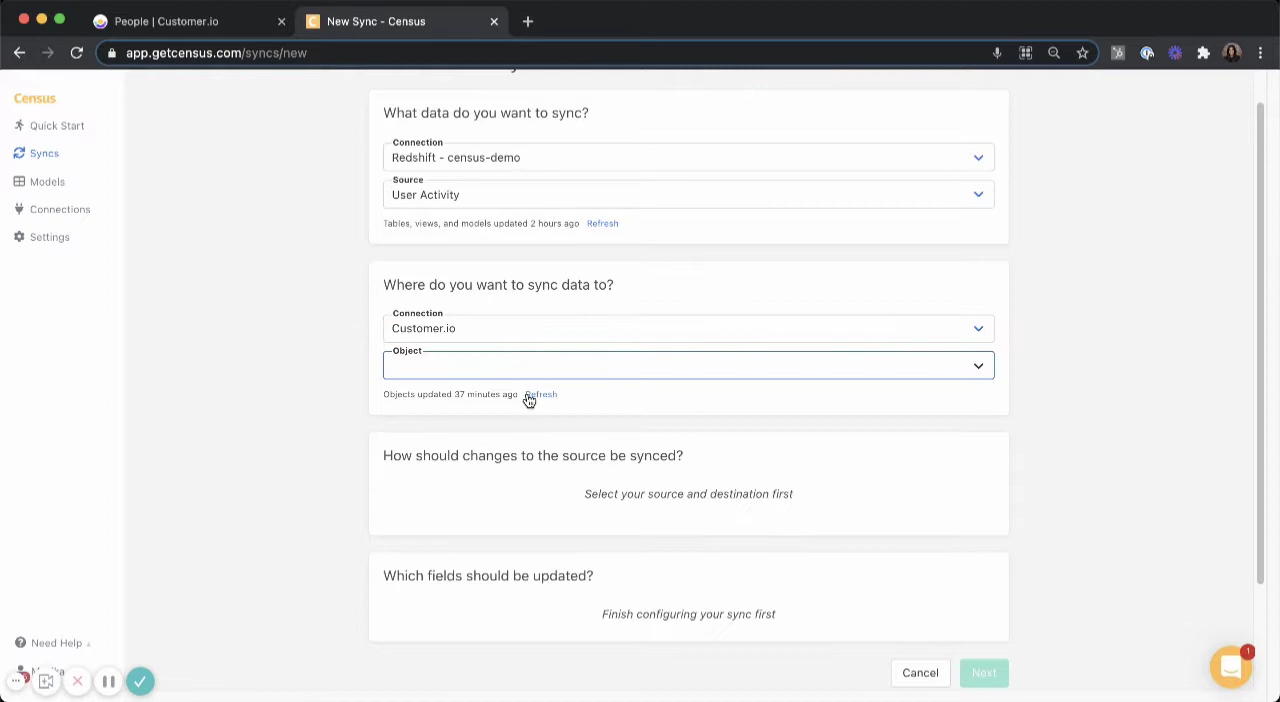 People | Customer.io
New Sync - Census
app.getcensus.com/syncs/new
Census
Quick Start
Syncs
Models
Connections
Settings
What data do you want to sync?
Connection
Redshift - census-demo
Source
User Activity
Tables, views, and models updated 2 hours ago Refresh
Where do you want to sync data to?
Connection
Customer.io
Object
Objects updated 37 minutes ago Refresh
How should changes to the source be synced?
Select your source and destination first
Which fields should be updated?
Finish configuring your sync first
Need Help
Cancel
Next
1